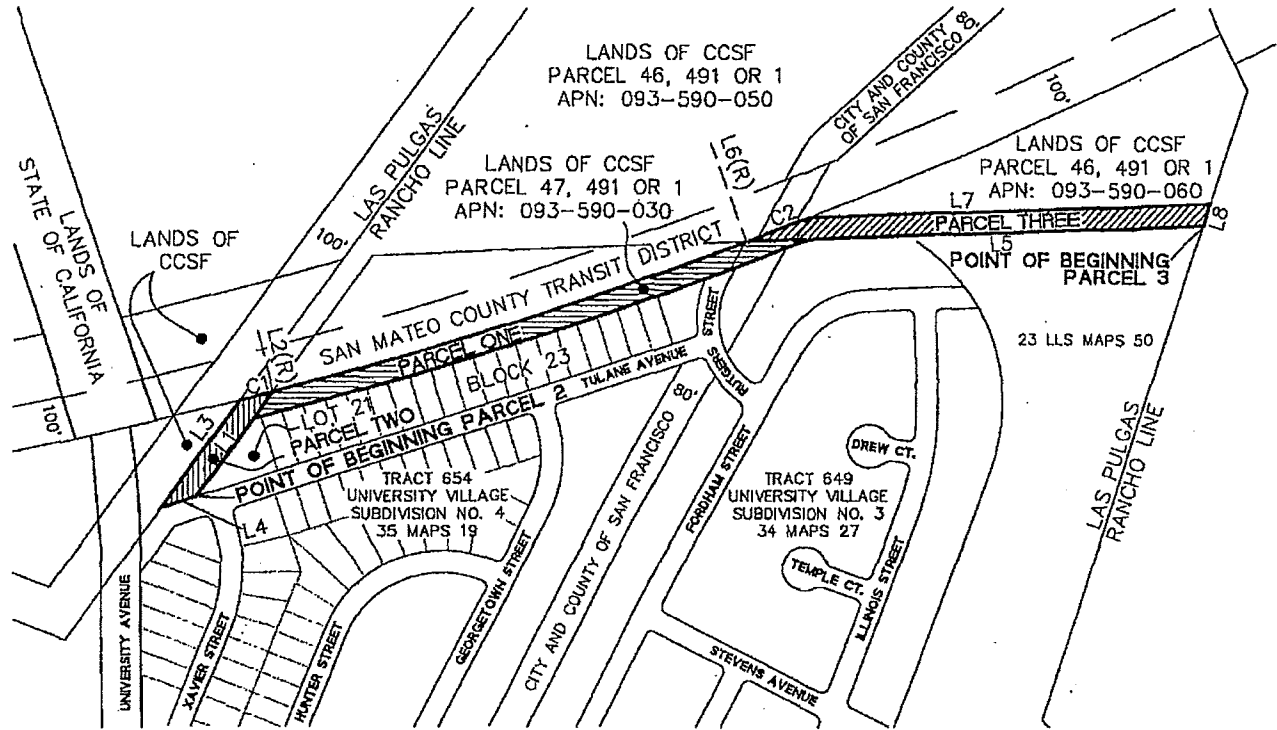 LANDS OF CCSF
PARCEL 46, 491 OR 1
APN: 093-590-050
CITY AND COUNTY
OF SAN FRANCISCO
80'
100'
LAS PULGAS
RANCHO LINE
100'
LANDS OF CCSF
PARCEL 47, 491 OR 1
APN: 093-590-030
L6(R)
LANDS OF CCSF
PARCEL 46, 491 OR 1
APN: 093-590-060
LANDS OF
STATE OF CALIFORNIA
LANDS OF
CCSF
C2
L7
PARCEL THREE
L5
L8
POINT OF BEGINNING
PARCEL 3
SAN MATEO COUNTY TRANSIT DISTRICT
L2(R)
C1
PARCEL ONE
BLOCK 23
RUTGERS
STREET
TULANE AVENUE
23 LLS MAPS 50
100'
L3
L1
LOT 21
PARCEL TWO
POINT OF BEGINNING PARCEL 2
80'
L4
TRACT 654
UNIVERSITY VILLAGE
SUBDIVISION NO. 4
35 MAPS 19
CITY AND COUNTY OF SAN FRANCISCO
FORDHAM STREET
DREW CT.
TRACT 649
UNIVERSITY VILLAGE
SUBDIVISION NO. 3
34 MAPS 27
LAS PULGAS
RANCHO LINE
TEMPLE CT.
ILLINOIS STREET
STEVENS AVENUE
UNIVERSITY AVENUE
XAVIER STREET
HUNTER STREET
GEORGETOWN STREET